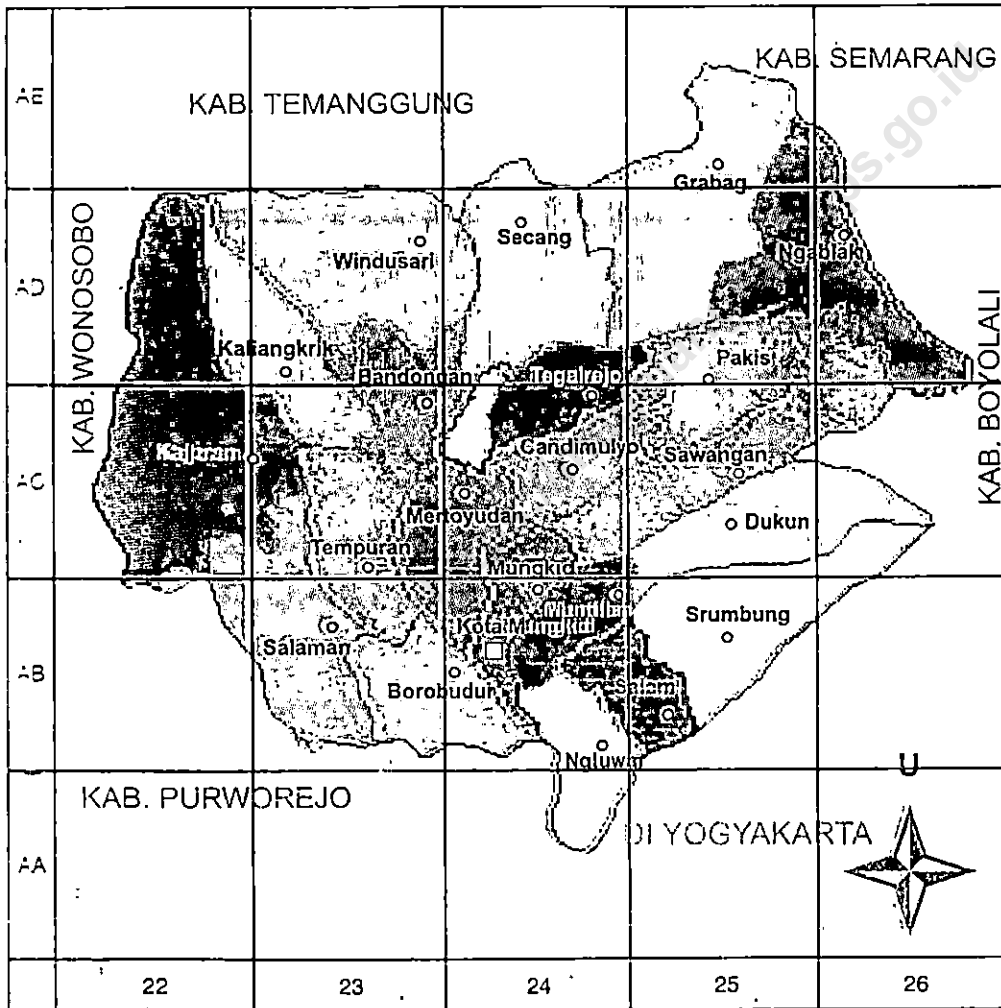 KAB. SEMARANG
AE
KAB. TEMANGGUNG
Grabag
KAB. WONOSOBO
Secang
Windusari
Ngablak
AD
KAB. BOYOLALI
Kaliangkrik
Pakis
Bandongan
Tegalrejo
Candimulyo
Sawangan
Kajoran
AC
Mertoyudan
Dukun
Tempuran
Mungkid
Muntilan
Srumbung
Kota Mungkid
Salaman
AB
Borobudur
Salam
Ngluwar
U
KAB. PURWOREJO
DI YOGYAKARTA
AA
22 23 24 25 26